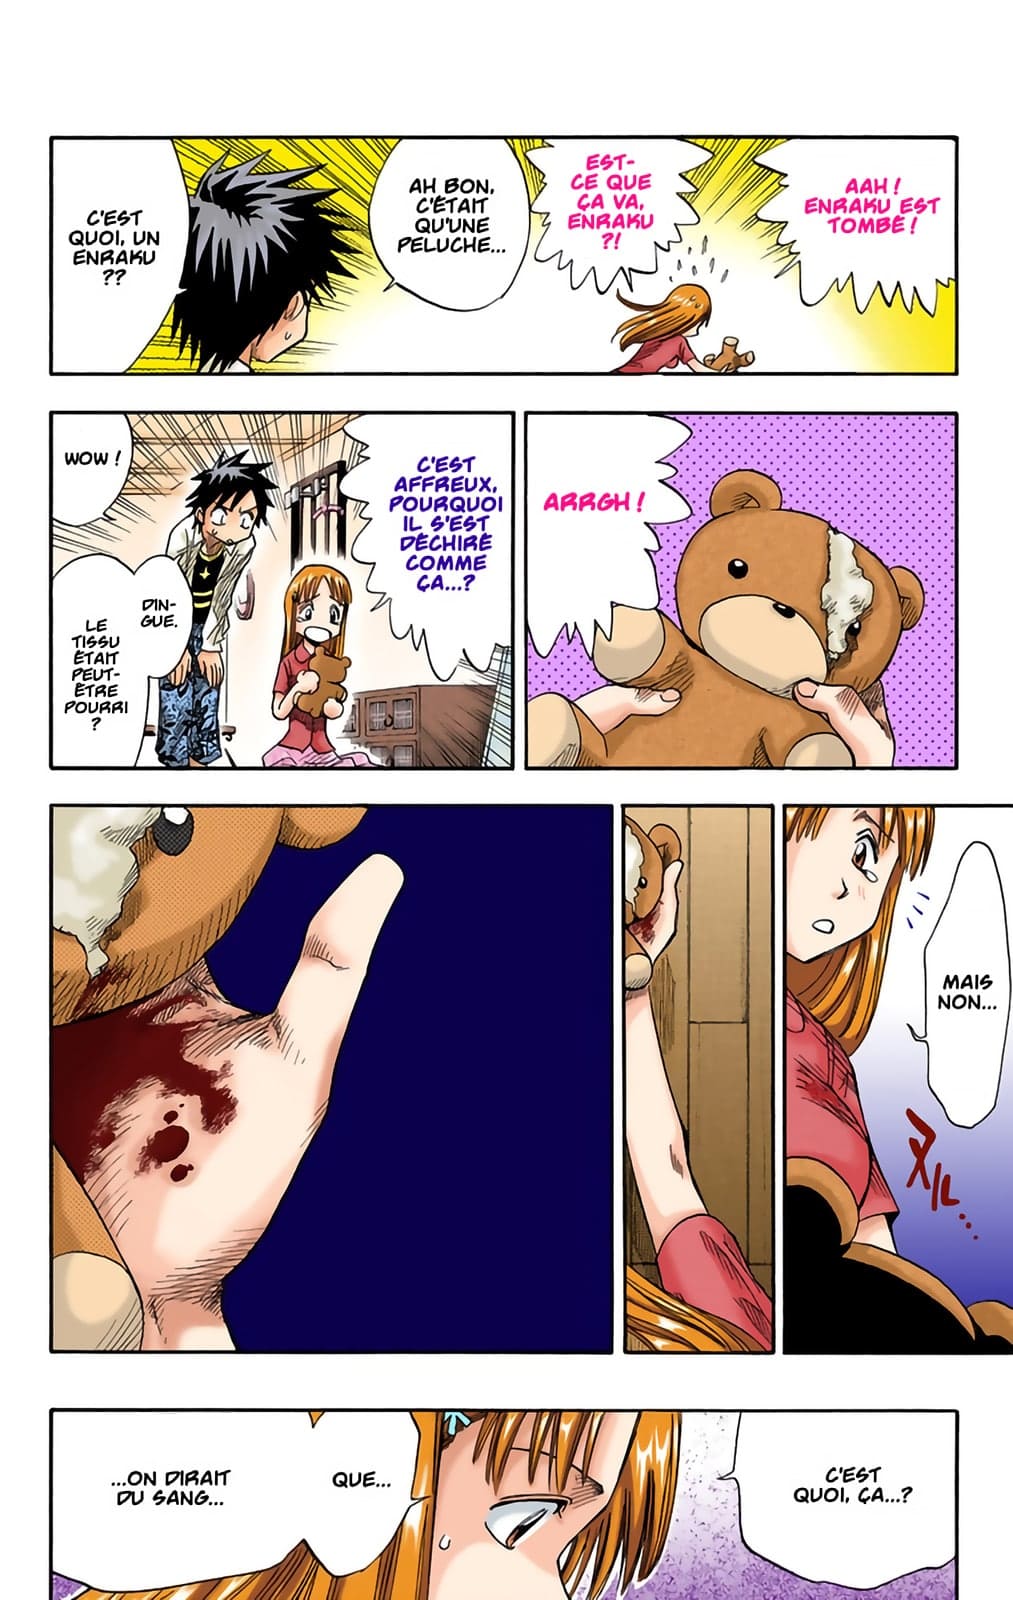 AAH !
ENRAKU EST
TOMBÉ !
EST-
CE QUE
ÇA VA,
ENRAKU
?!
AH BON,
C'ÉTAIT
QU'UNE
PELUCHE...
C'EST
QUOI, UN
ENRAKU
??
ARRGH !
C'EST
AFFREUX,
POURQUOI
IL S'EST
DÉCHIRÉ
COMME
ÇA...?
WOW !
DIN-
GUE.
LE
TISSU
ÉTAIT
PEUT-
ÊTRE
POURRI
?
MAIS
NON...
ヌル...
C'EST
QUOI, ÇA...?
QUE...
...ON DIRAIT
DU SANG...